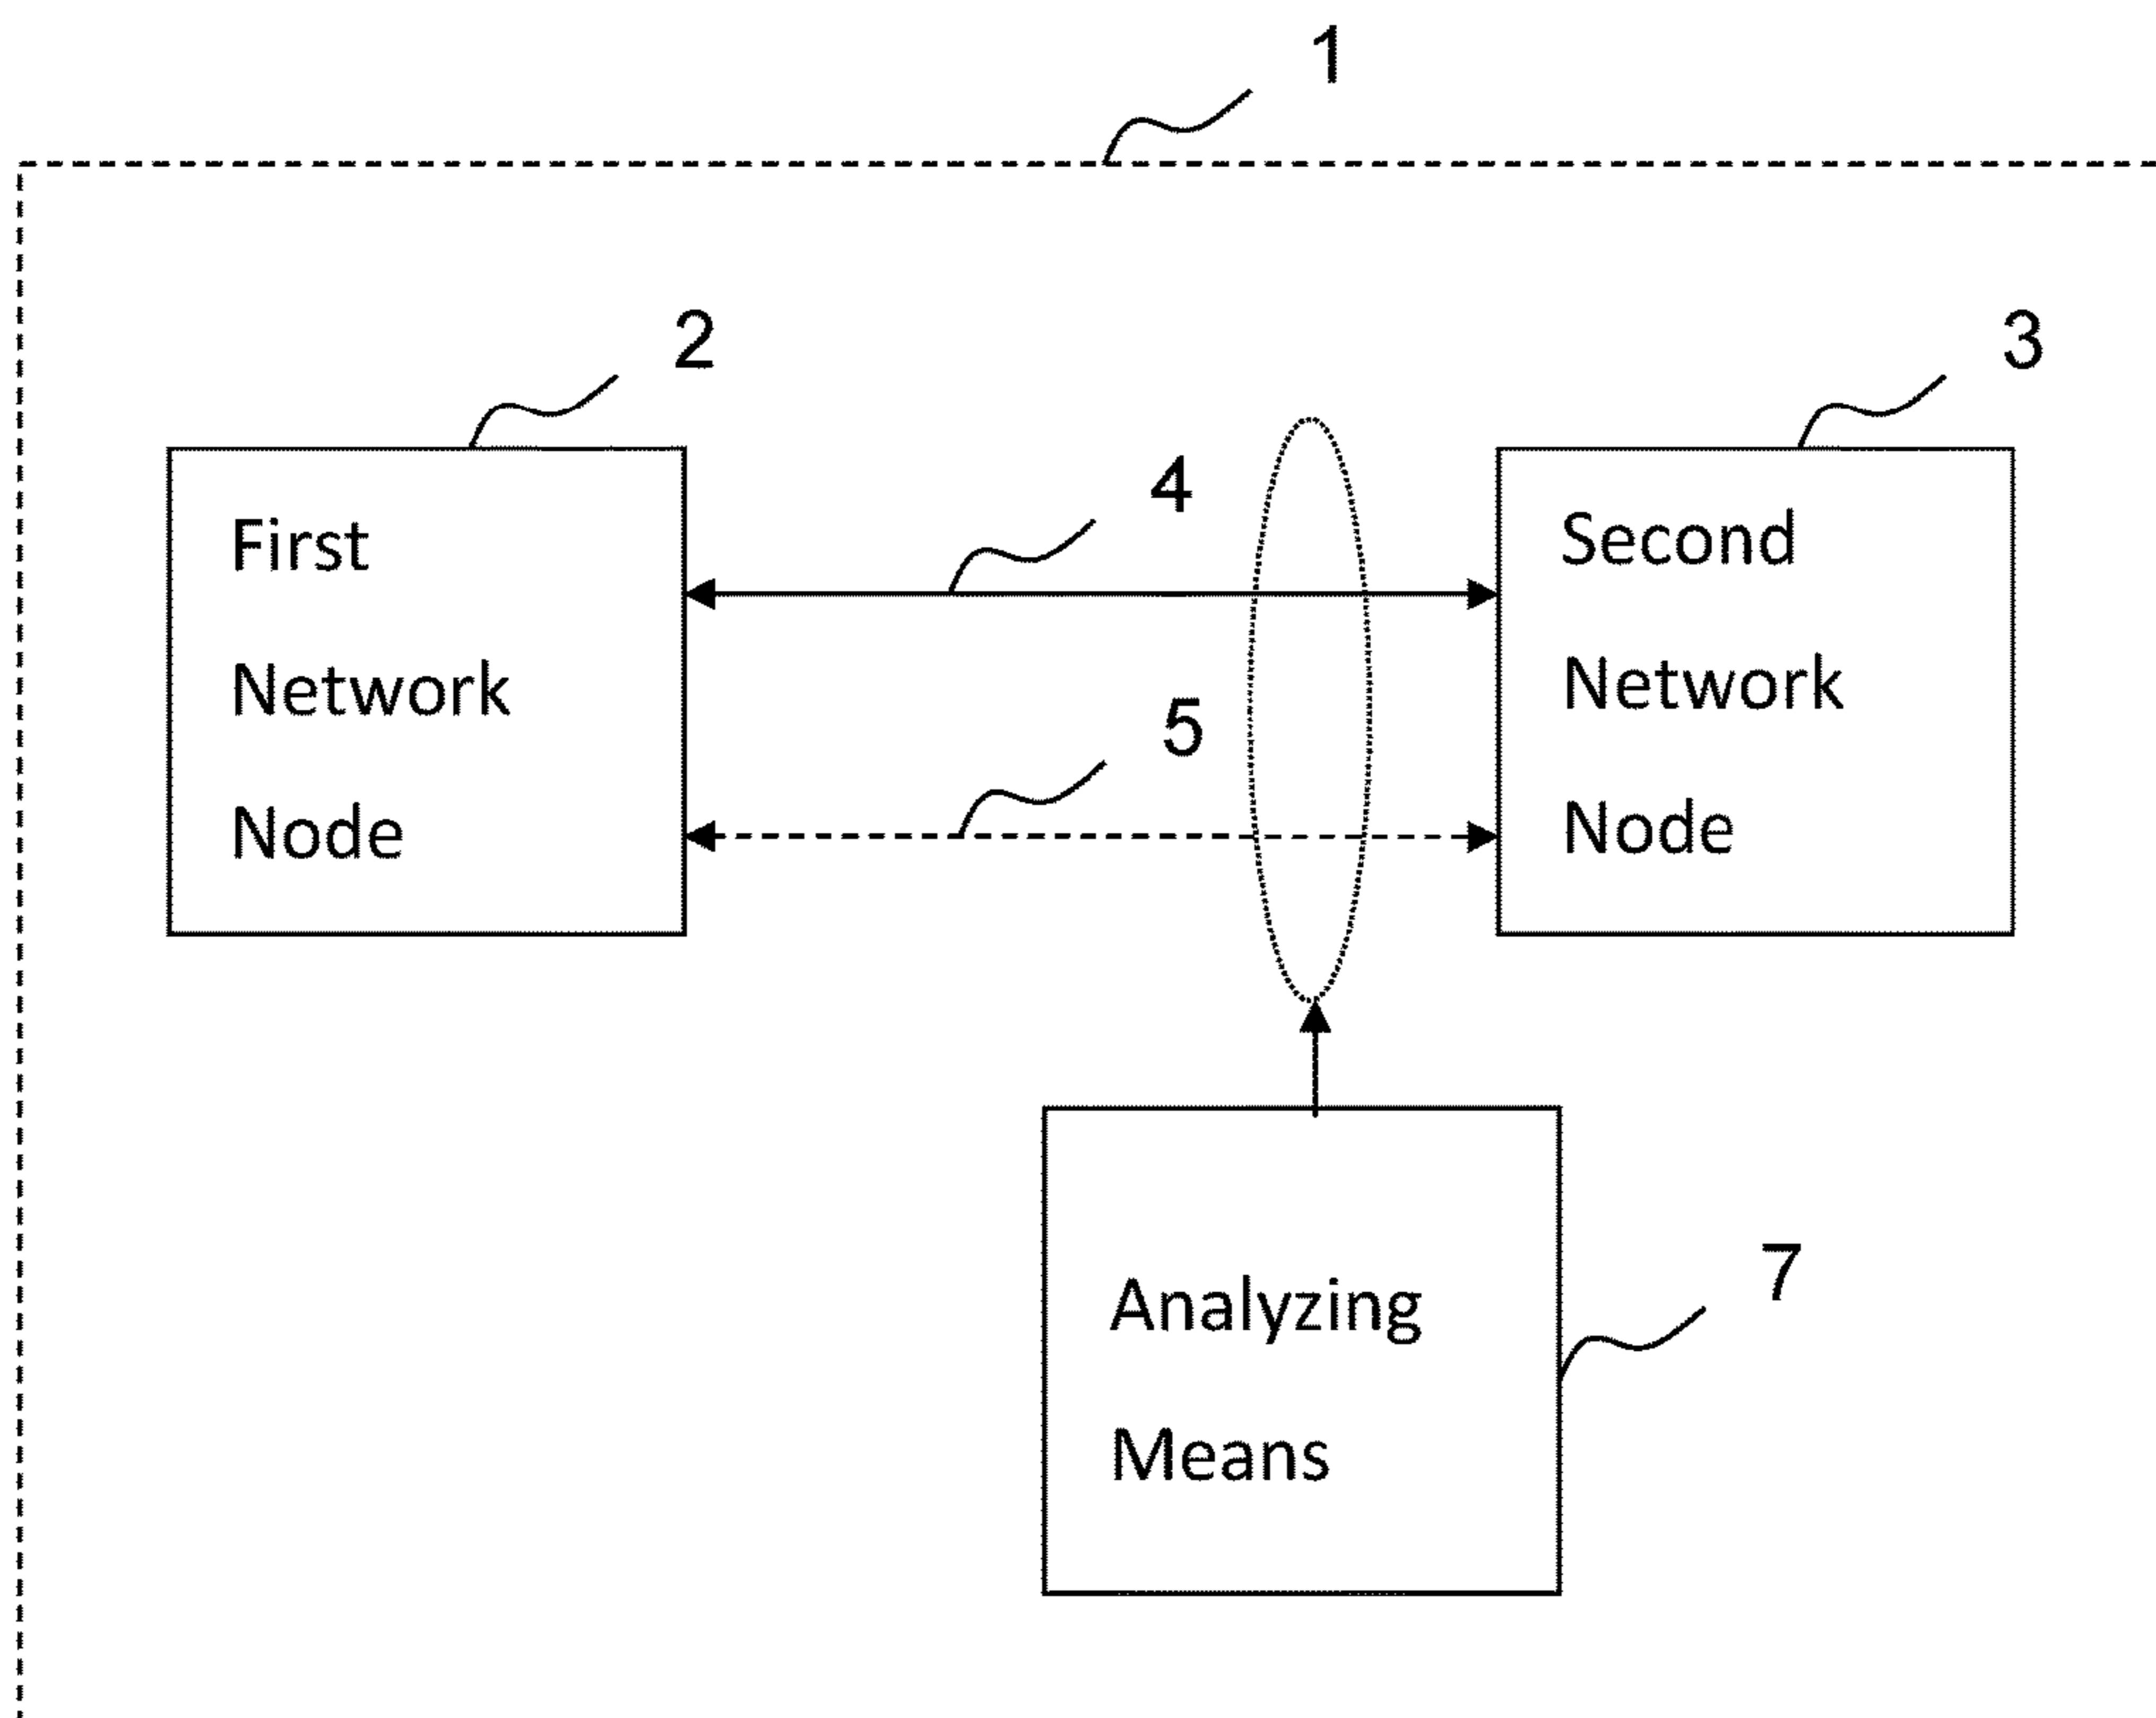 1
2
3
First
Network
Node
4
5
Second
Network
Node
7
Analyzing
Means